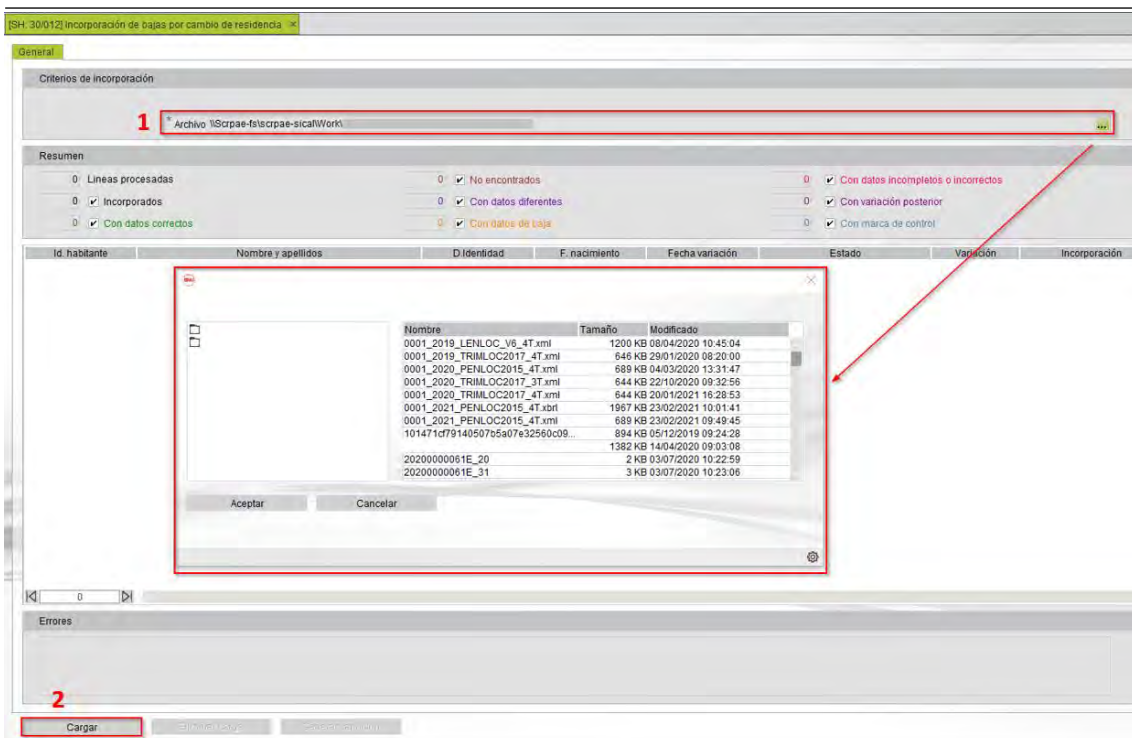 [SH: 30/012] Incorporación de bajas por cambio de residencia ×
General
Criterios de incorporación
1 * Archivo \\Scrpae-fs\scrpae-sical\Work\ ...
Resumen
0 Líneas procesadas 0 No encontrados 0 Con datos incompletos o incorrectos
0 Incorporados 0 Con datos diferentes 0 Con variación posterior
0 Con datos correctos 0 Con datos de baja 0 Con marca de control
Id. habitante Nombre y apellidos D.Identidad F. nacimiento Fecha variación Estado Variación Incorporación
Nombre Tamaño Modificado
0001_2019_LENLOC_V6_4T.xml 1200 KB 08/04/2020 10:45:04
0001_2019_TRIMLOC2017_4T.xml 646 KB 29/01/2020 08:20:00
0001_2020_PENLOC2015_4T.xml 689 KB 04/03/2020 13:31:47
0001_2020_TRIMLOC2017_3T.xml 644 KB 22/10/2020 09:32:56
0001_2020_TRIMLOC2017_4T.xml 644 KB 20/01/2021 16:28:53
0001_2021_PENLOC2015_4T.xbrl 1967 KB 23/02/2021 10:01:41
0001_2021_PENLOC2015_4T.xml 689 KB 23/02/2021 09:49:45
101471cf79140507b5a07e32560c09... 894 KB 05/12/2019 09:24:28
1382 KB 14/04/2020 09:03:08
20200000061E_20 2 KB 03/07/2020 10:22:59
20200000061E_31 3 KB 03/07/2020 10:23:06
Aceptar Cancelar
0
Errores
2
Cargar